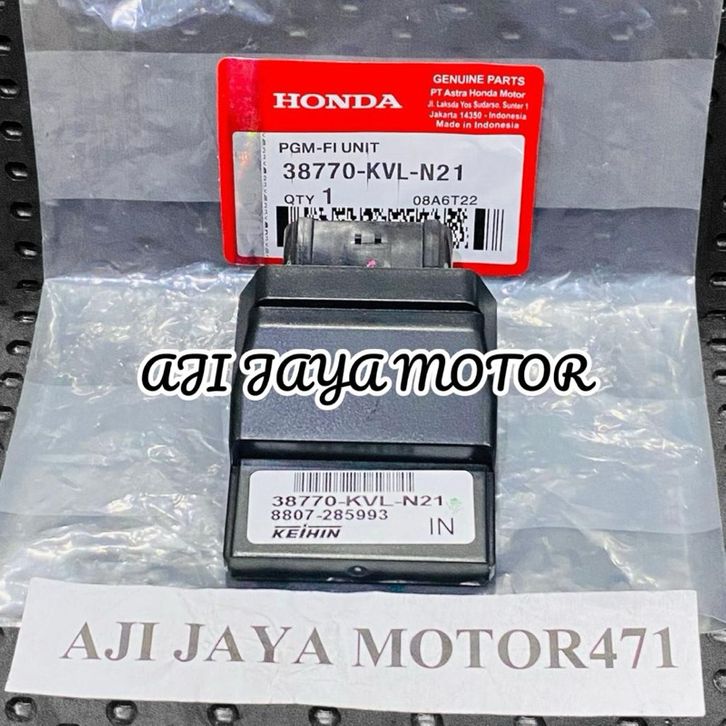 GENUINE PARTS
PT Astra Honda Motor
Jl. Laksda Yos Sudarso, Sunter 1
Jakarta 14350 - Indonesia
Made in Indonesia
HONDA
PGM-FI UNIT
38770-KVL-N21
QTY 1 08A6T22
AJI JAYA MOTOR
38770-KVL-N21
8807-285993
KEIHIN IN
AJI JAYA MOTOR471